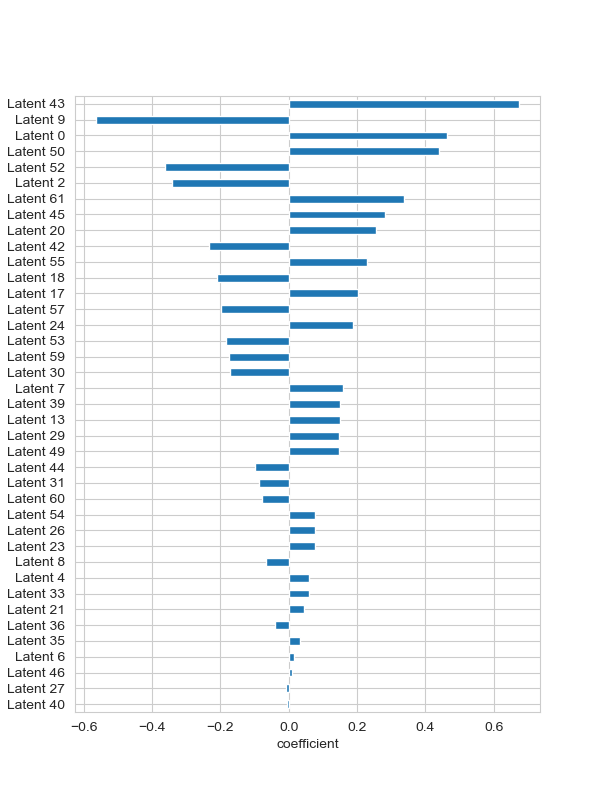 Latent 43
Latent 9
Latent 0
Latent 50
Latent 52
Latent 2
Latent 61
Latent 45
Latent 20
Latent 42
Latent 55
Latent 18
Latent 17
Latent 57
Latent 24
Latent 53
Latent 59
Latent 30
Latent 7
Latent 39
Latent 13
Latent 29
Latent 49
Latent 44
Latent 31
Latent 60
Latent 54
Latent 26
Latent 23
Latent 8
Latent 4
Latent 33
Latent 21
Latent 36
Latent 35
Latent 6
Latent 46
Latent 27
Latent 40
−0.6 −0.4 −0.2 0.0 0.2 0.4 0.6
coefficient